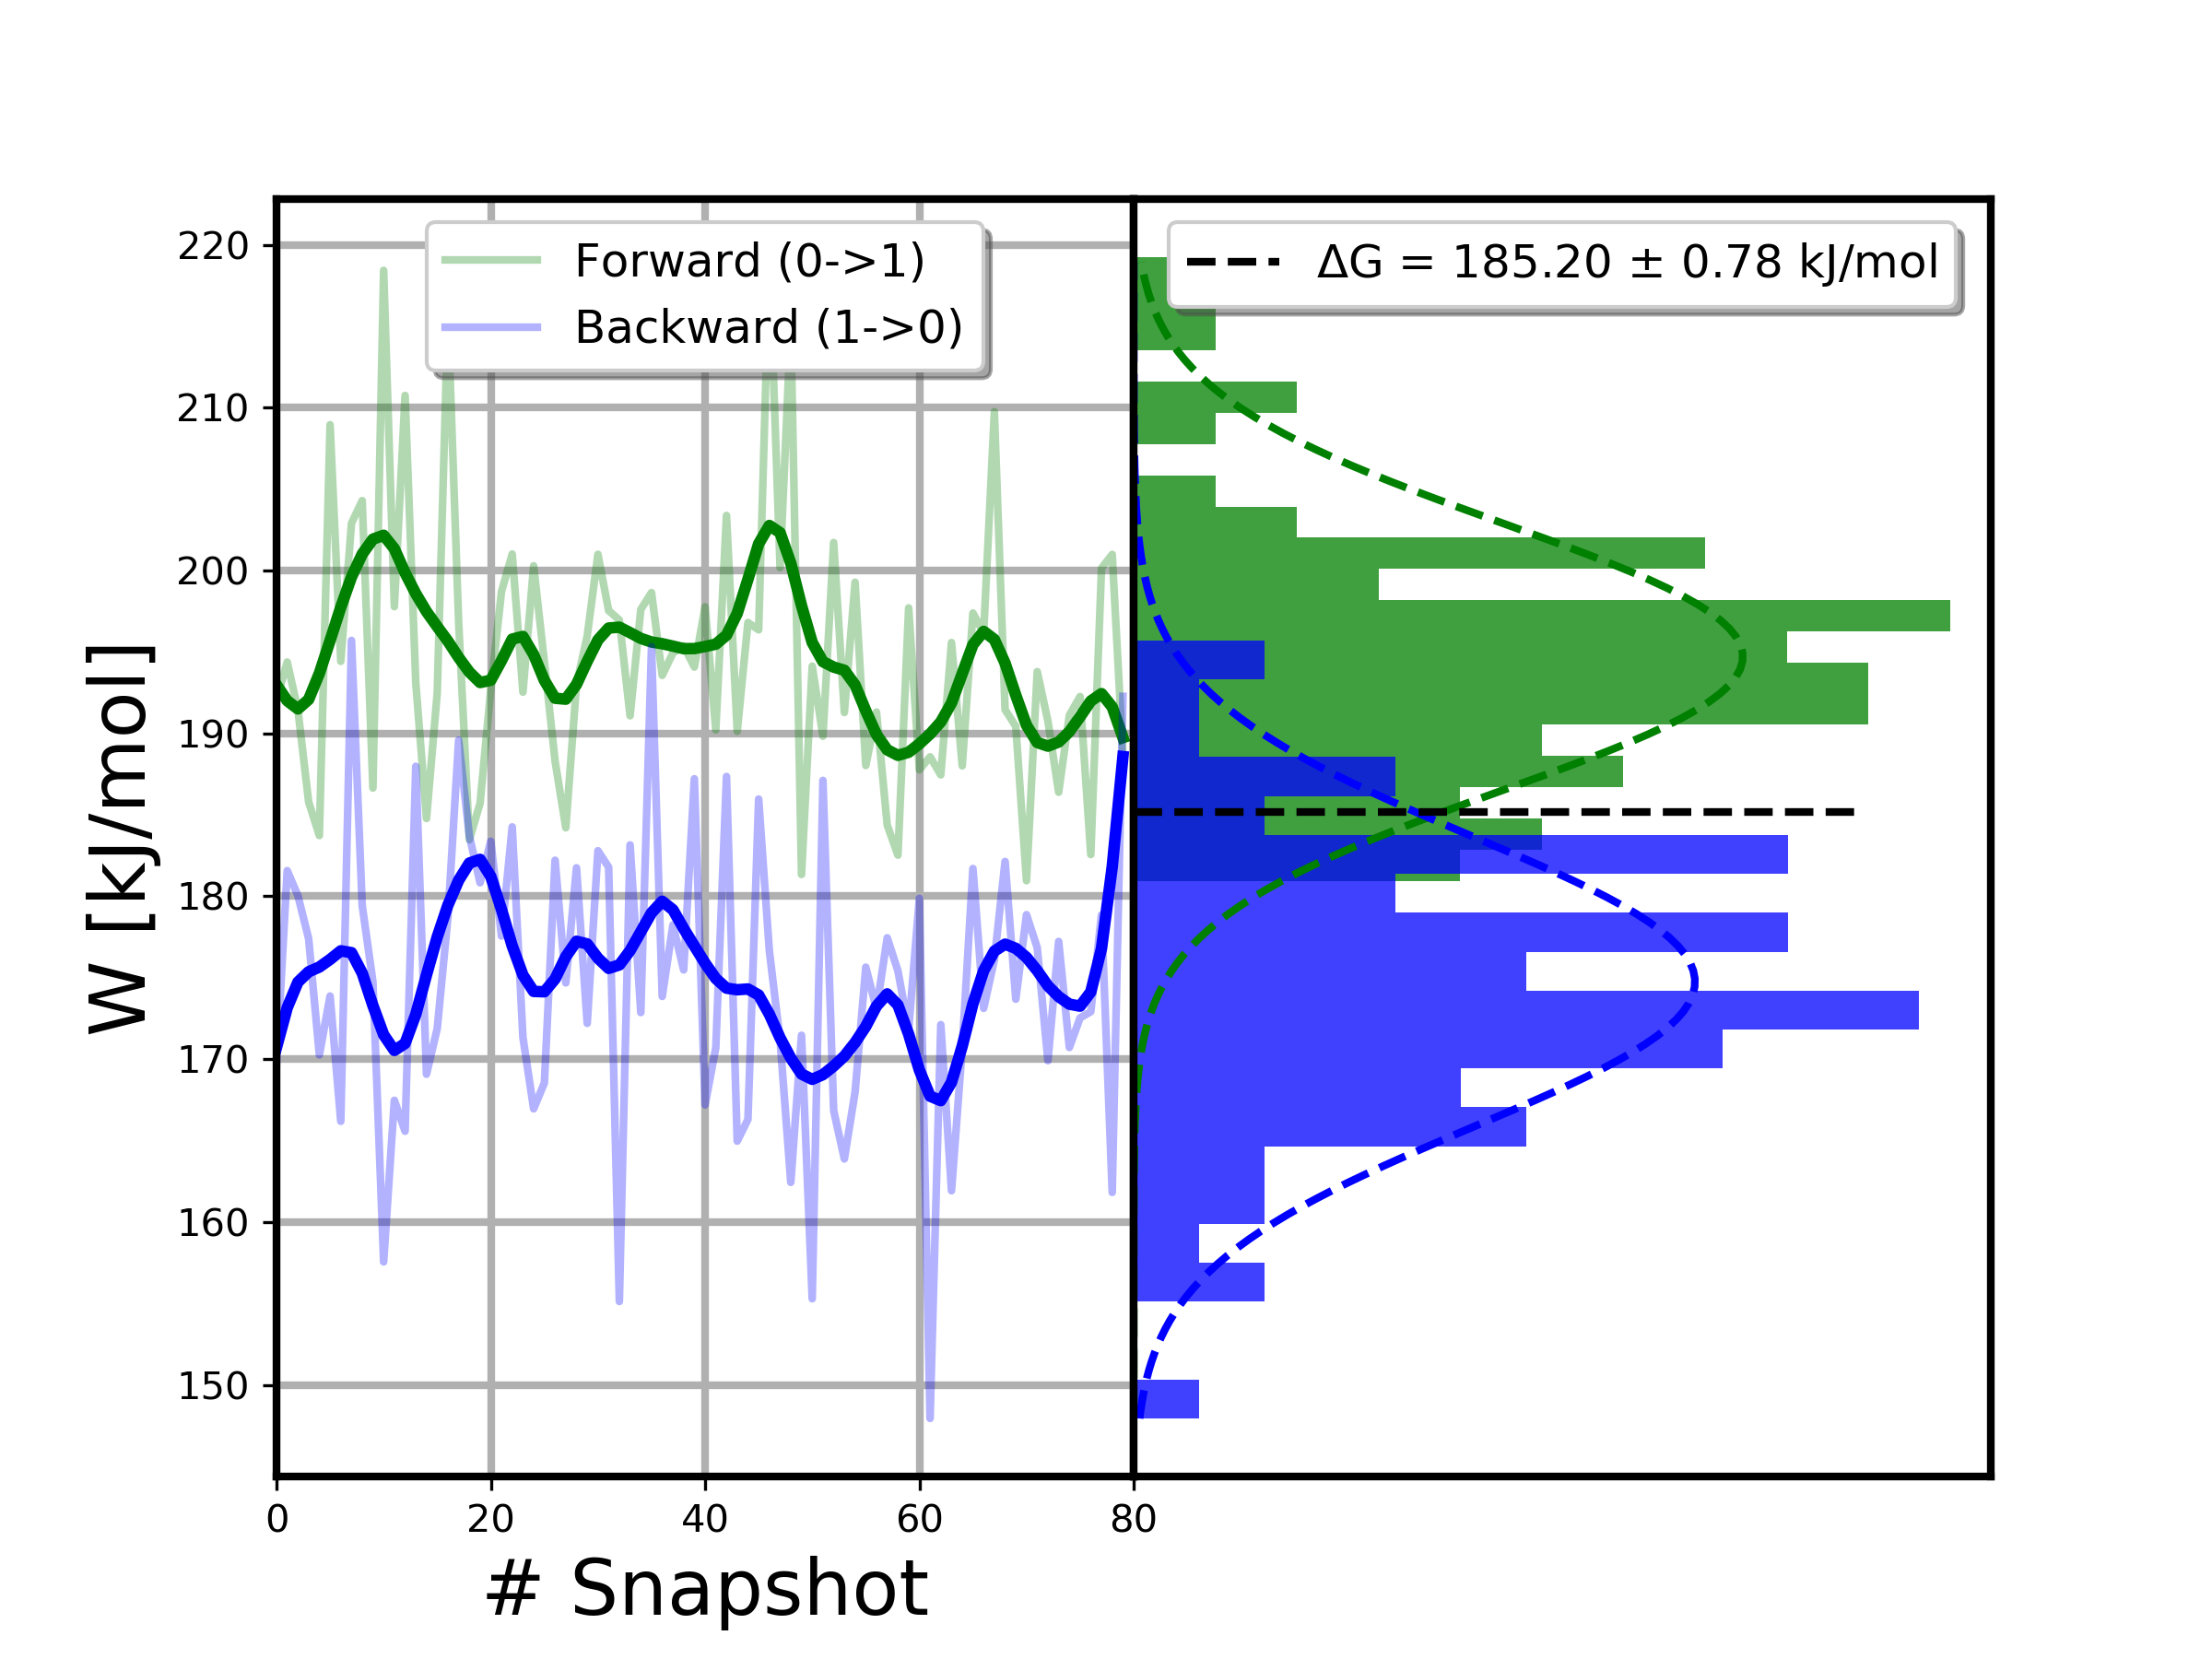 Forward (0->1)
Backward (1->0)
ΔG = 185.20 ± 0.78 kJ/mol
W [kJ/mol]
220
210
200
190
180
170
160
150
0 20 40 60 80
# Snapshot